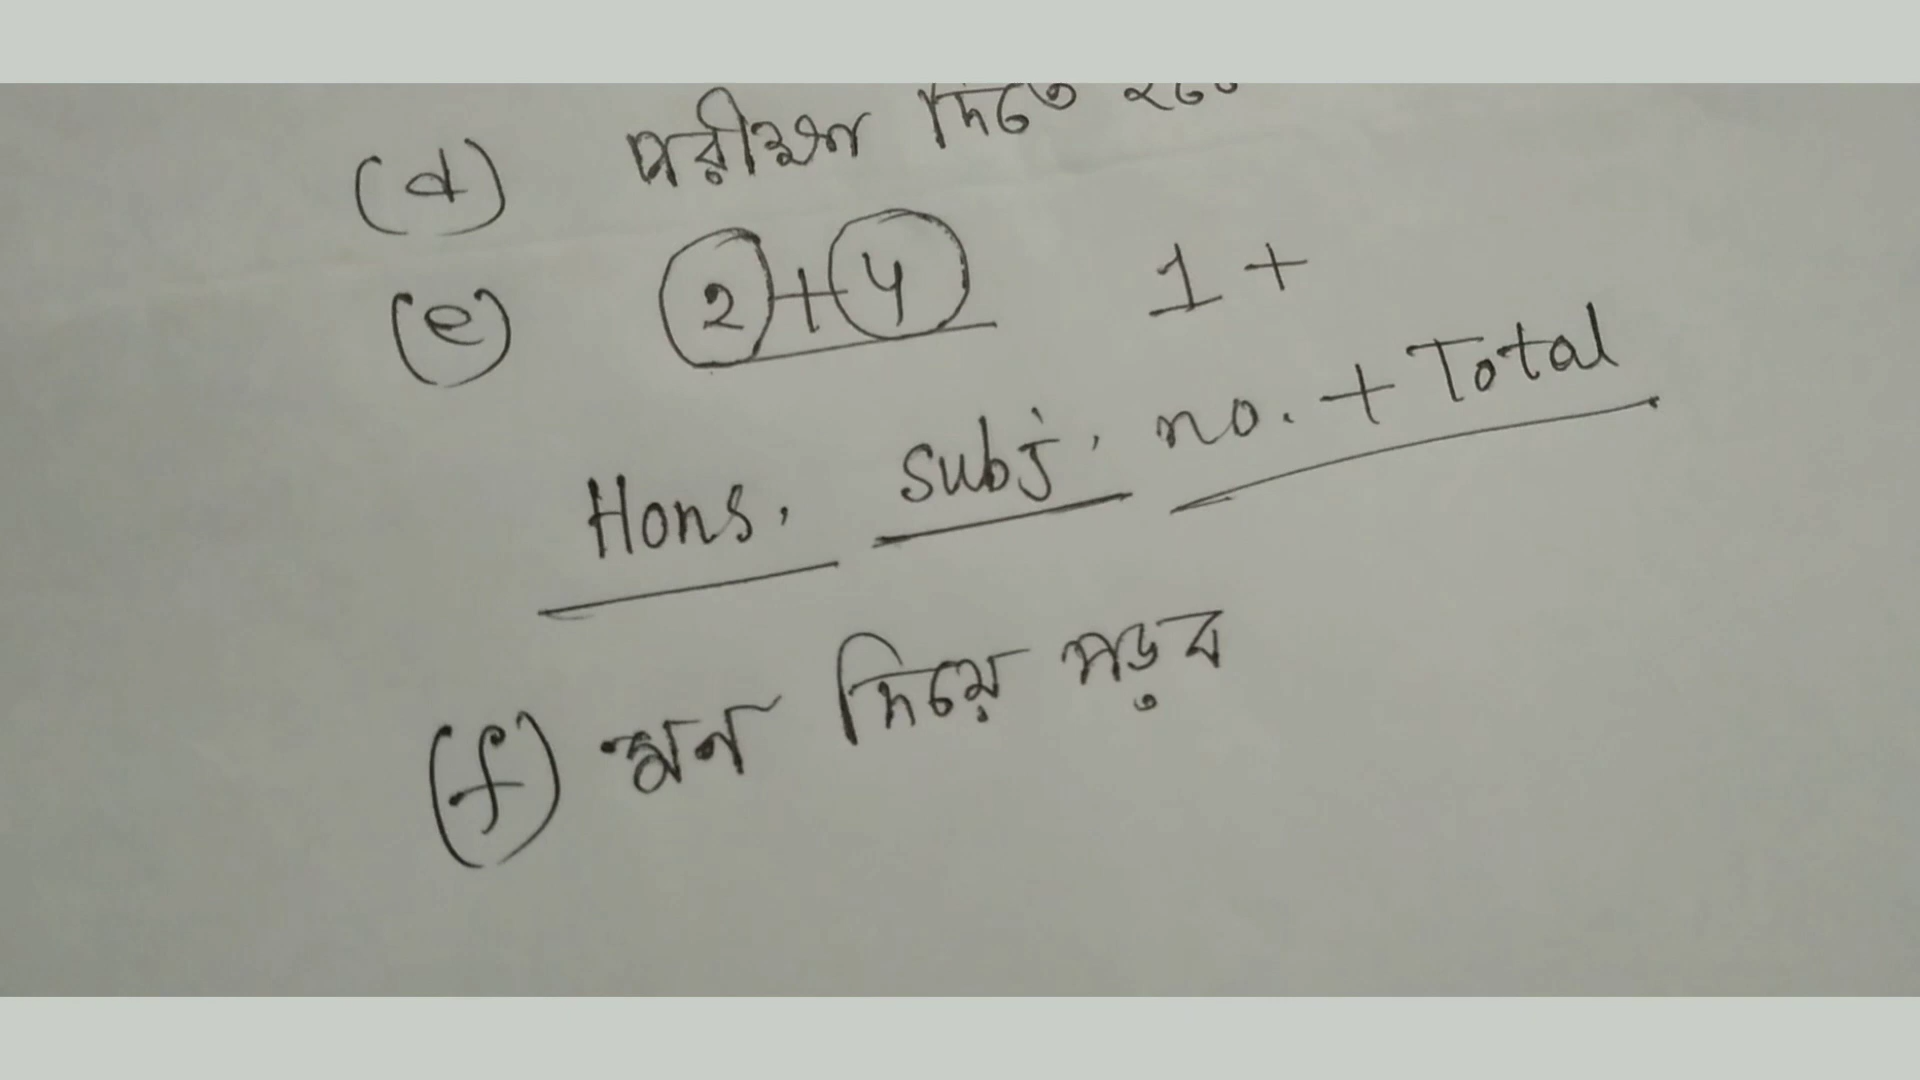 (d) পরীক্ষা দিতে হবে
(e) 2+4 1+
Hons. subj. no. + Total
(f) মন দিয়ে পড়ব